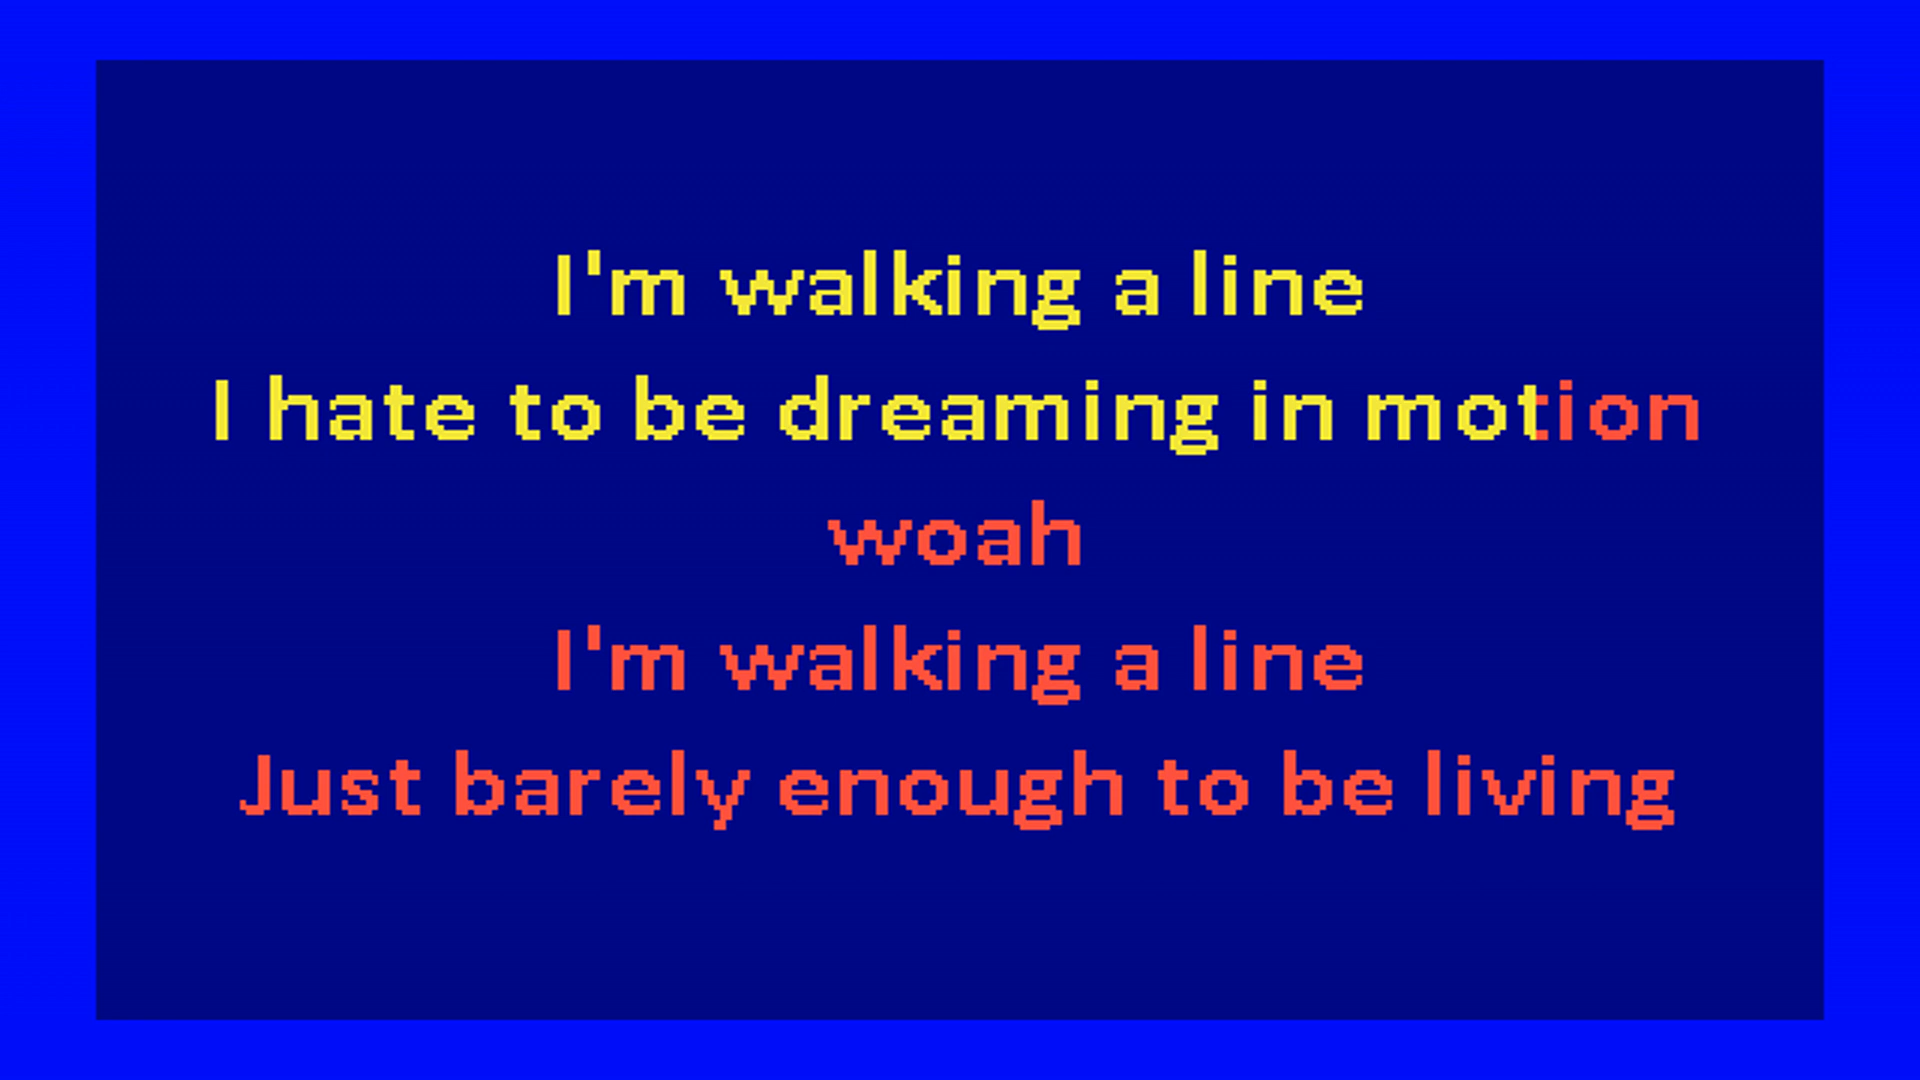 I'm walking a line
I hate to be dreaming in motion
woah
I'm walking a line
Just barely enough to be living